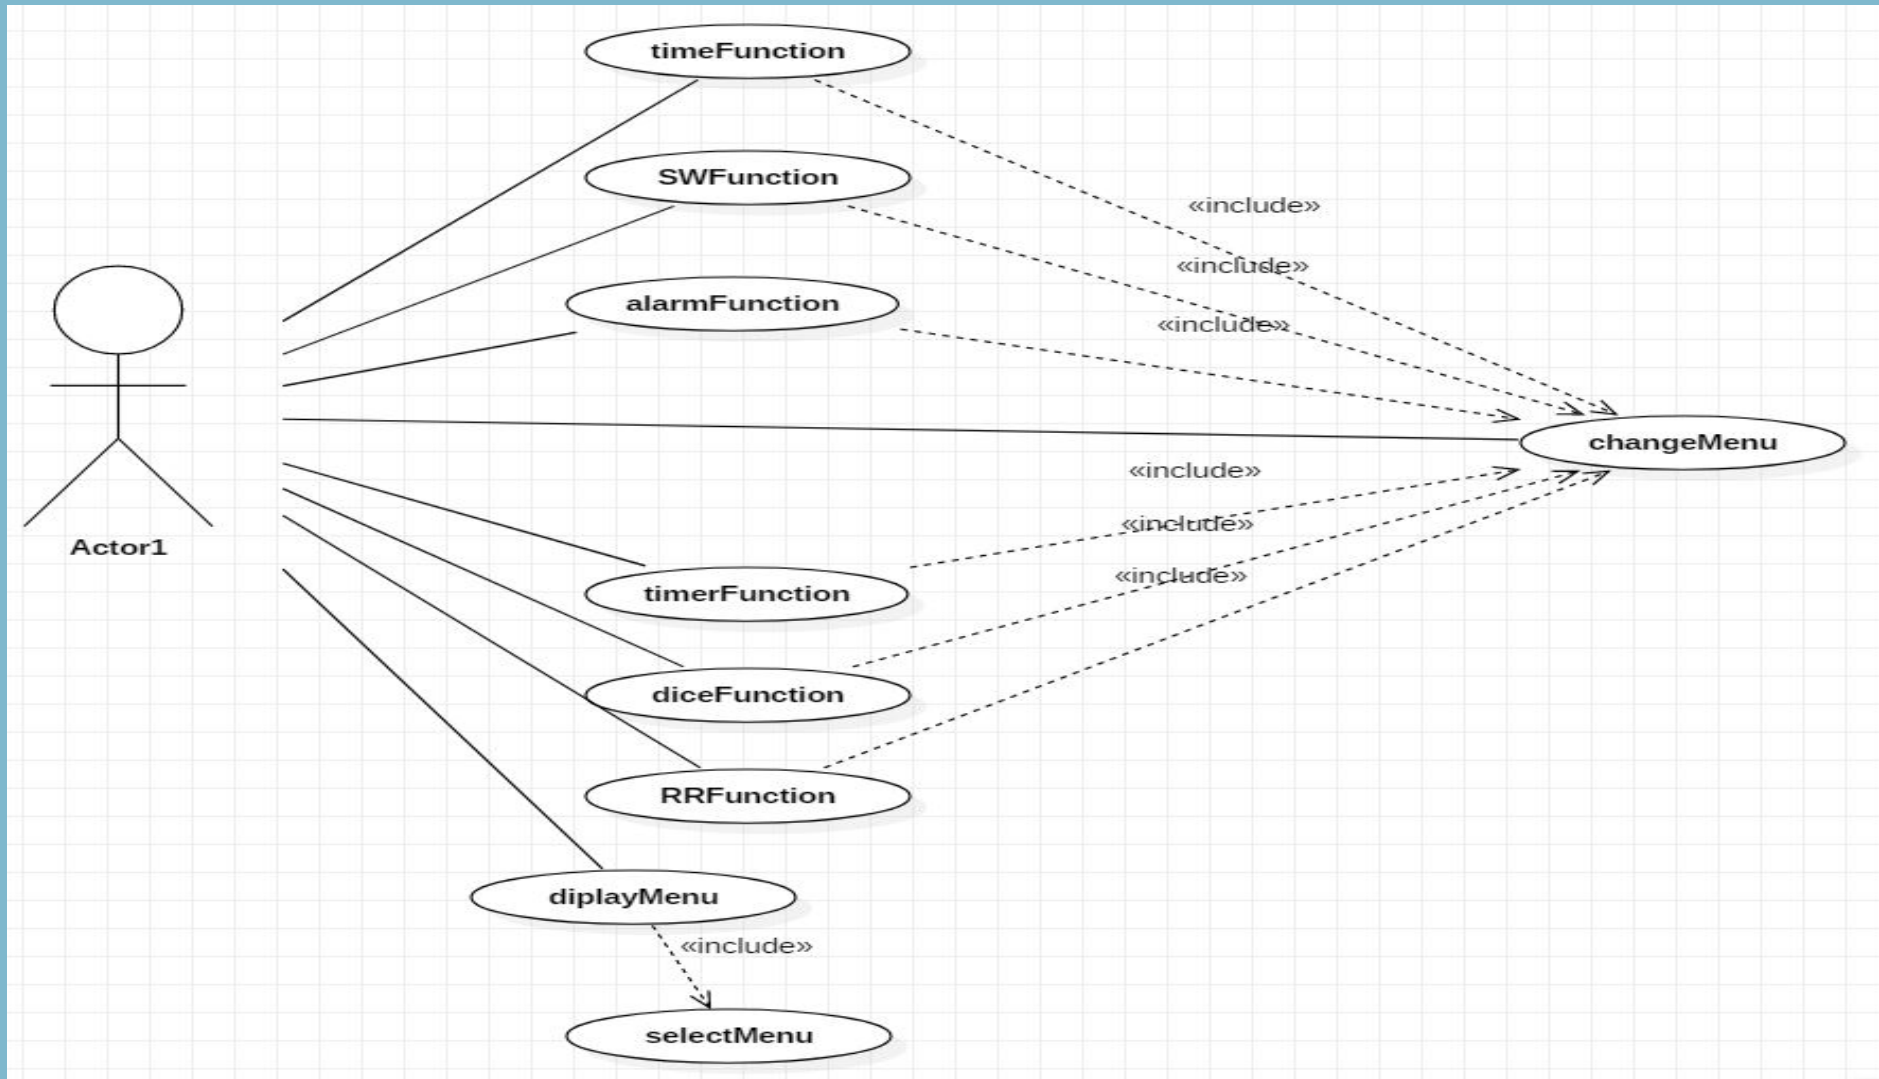 timeFunction
SWFunction
«include»
«include»
alarmFunction
«include»
changeMenu
«include»
«include»
Actor1
«include»
timerFunction
diceFunction
RRFunction
diplayMenu
«include»
selectMenu